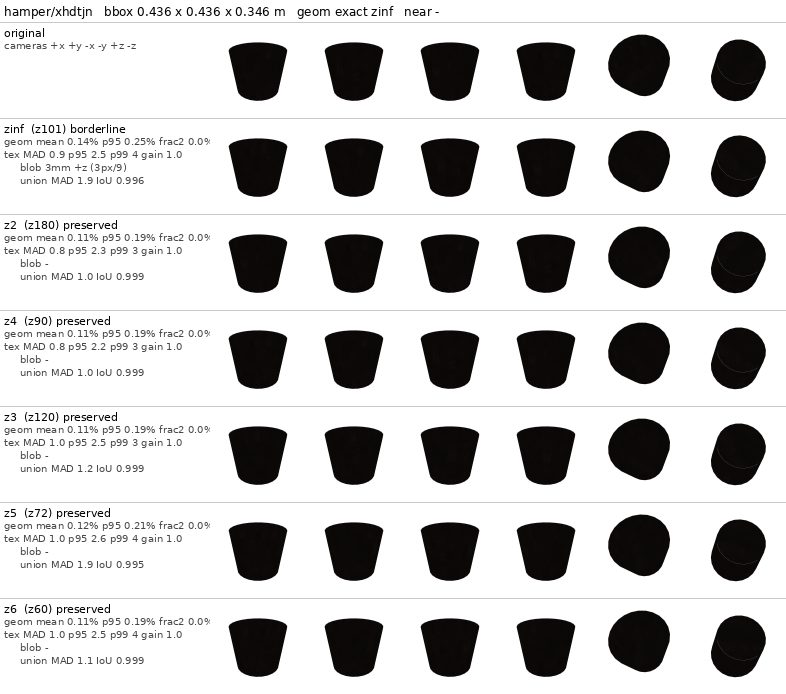 hamper/xhdtjn   bbox 0.436 x 0.436 x 0.346 m   geom exact zinf   near -
original
cameras +x +y -x -y +z -z
zinf  (z101) borderline
geom mean 0.14% p95 0.25% frac2 0.0%
tex MAD 0.9 p95 2.5 p99 4 gain 1.0
blob 3mm +z (3px/9)
union MAD 1.9 IoU 0.996
z2  (z180) preserved
geom mean 0.11% p95 0.19% frac2 0.0%
tex MAD 0.8 p95 2.3 p99 3 gain 1.0
blob -
union MAD 1.0 IoU 0.999
z4  (z90) preserved
geom mean 0.11% p95 0.19% frac2 0.0%
tex MAD 0.8 p95 2.2 p99 3 gain 1.0
blob -
union MAD 1.0 IoU 0.999
z3  (z120) preserved
geom mean 0.11% p95 0.19% frac2 0.0%
tex MAD 1.0 p95 2.5 p99 3 gain 1.0
blob -
union MAD 1.2 IoU 0.999
z5  (z72) preserved
geom mean 0.12% p95 0.21% frac2 0.0%
tex MAD 1.0 p95 2.6 p99 4 gain 1.0
blob -
union MAD 1.9 IoU 0.995
z6  (z60) preserved
geom mean 0.11% p95 0.19% frac2 0.0%
tex MAD 1.0 p95 2.5 p99 4 gain 1.0
blob -
union MAD 1.1 IoU 0.999